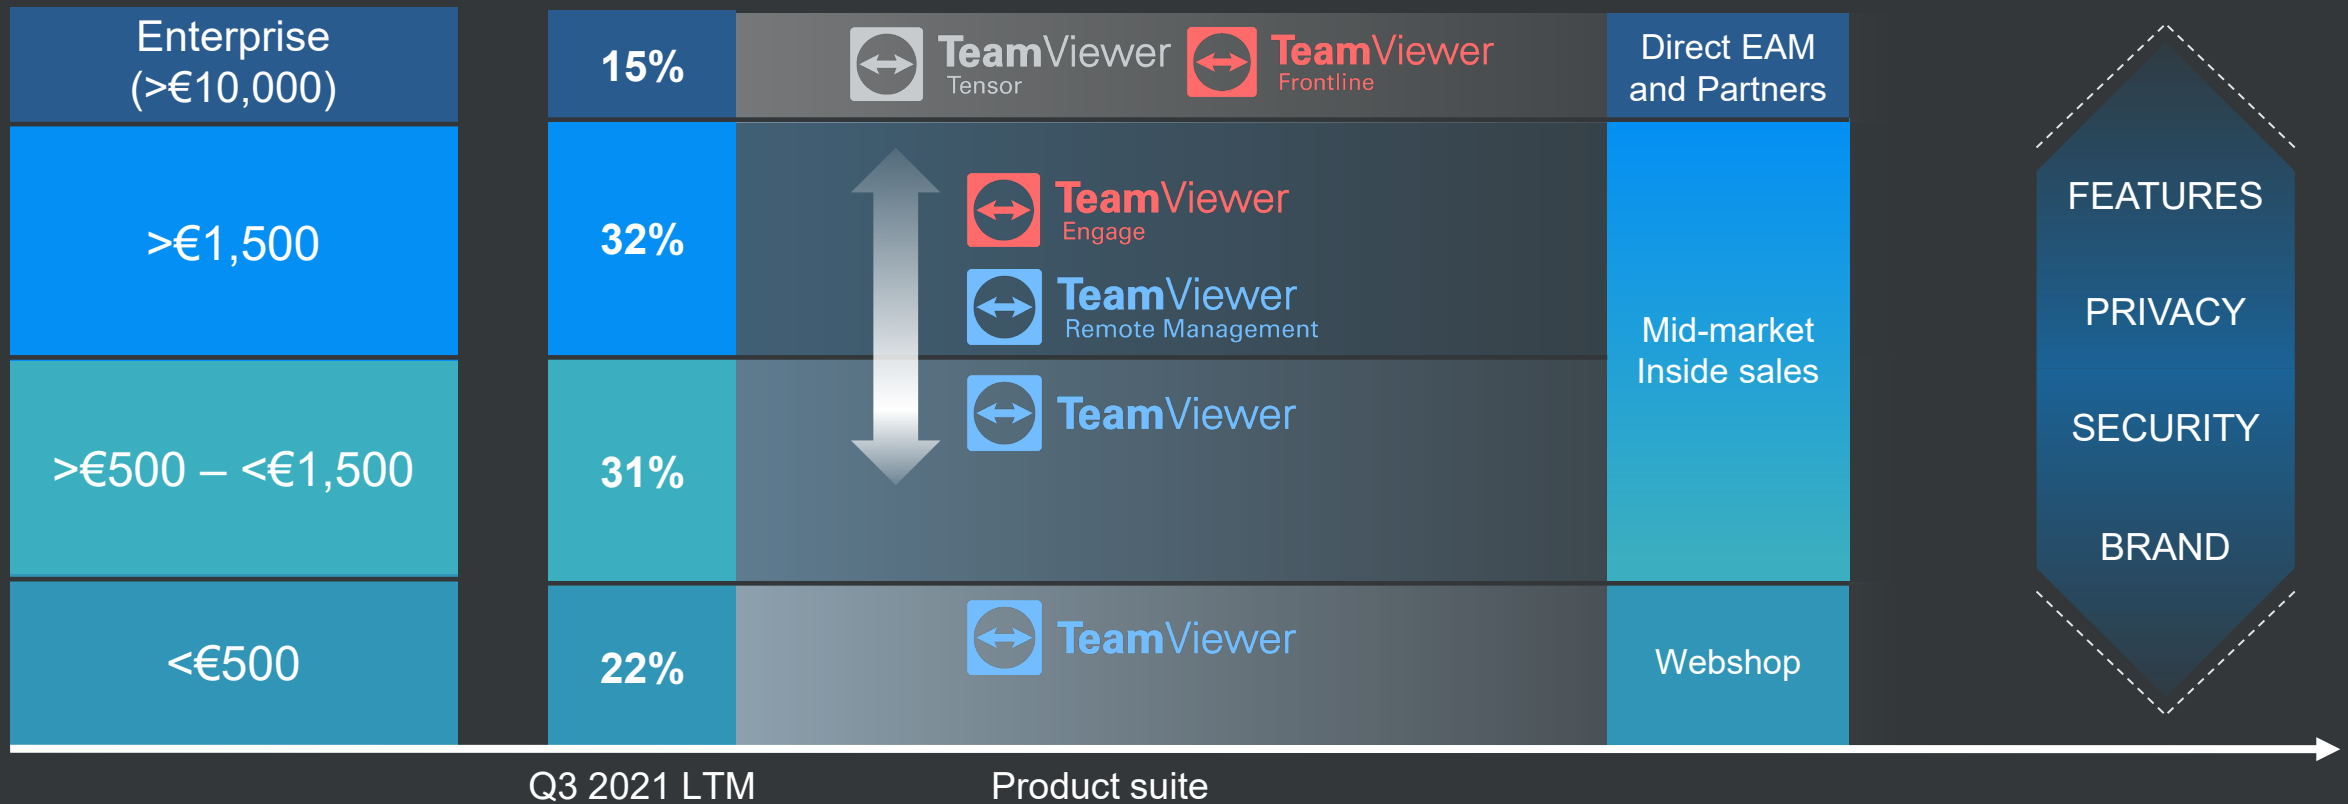 Enterprise
(>€10,000)
15%
TeamViewer
Tensor
TeamViewer
Frontline
Direct EAM
and Partners
>€1,500
32%
TeamViewer
Engage
TeamViewer
Remote Management
>€500 – <€1,500
31%
TeamViewer
Mid-market
Inside sales
<€500
22%
TeamViewer
Webshop
FEATURES
PRIVACY
SECURITY
BRAND
Q3 2021 LTM
Product suite